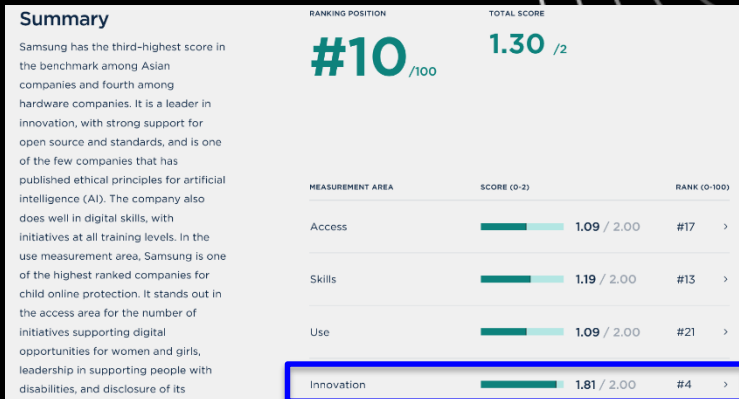 Summary
Samsung has the third-highest score in
the benchmark among Asian
companies and fourth among
hardware companies. It is a leader in
innovation, with strong support for
open source and standards, and is one
of the few companies that has
published ethical principles for artificial
intelligence (AI). The company also
does well in digital skills, with
initiatives at all training levels. In the
use measurement area, Samsung is one
of the highest ranked companies for
child online protection. It stands out in
the access area for the number of
initiatives supporting digital
opportunities for women and girls,
leadership in supporting people with
disabilities, and disclosure of its
RANKING POSITION
#10 /100
TOTAL SCORE
1.30 /2
MEASUREMENT AREA SCORE (0-2) RANK (0-100)
Access 1.09 / 2.00 #17 >
Skills 1.19 / 2.00 #13 >
Use 1.09 / 2.00 #21 >
Innovation 1.81 / 2.00 #4 >